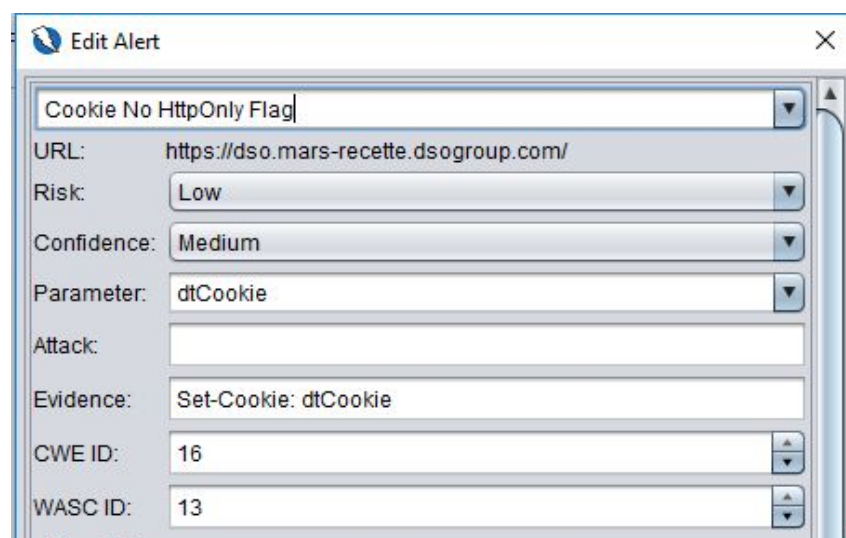 Edit Alert
Cookie No HttpOnly Flag
URL: https://dso.mars-recette.dsogroup.com/
Risk: Low
Confidence: Medium
Parameter: dtCookie
Attack:
Evidence: Set-Cookie: dtCookie
CWE ID: 16
WASC ID: 13